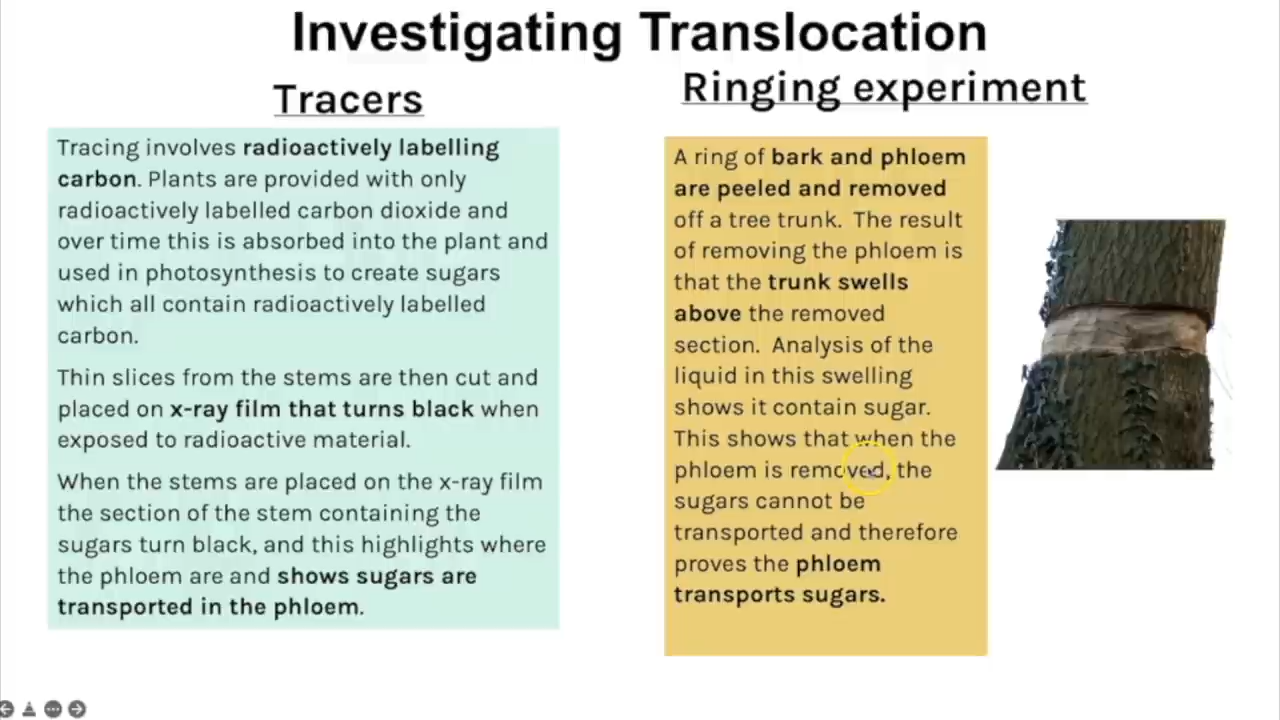 Investigating Translocation
Tracers
Tracing involves radioactively labelling
carbon. Plants are provided with only
radioactively labelled carbon dioxide and
over time this is absorbed into the plant and
used in photosynthesis to create sugars
which all contain radioactively labelled
carbon.
Thin slices from the stems are then cut and
placed on x-ray film that turns black when
exposed to radioactive material.
When the stems are placed on the x-ray film
the section of the stem containing the
sugars turn black, and this highlights where
the phloem are and shows sugars are
transported in the phloem.
Ringing experiment
A ring of bark and phloem
are peeled and removed
off a tree trunk. The result
of removing the phloem is
that the trunk swells
above the removed
section. Analysis of the
liquid in this swelling
shows it contain sugar.
This shows that when the
phloem is removed, the
sugars cannot be
transported and therefore
proves the phloem
transports sugars.